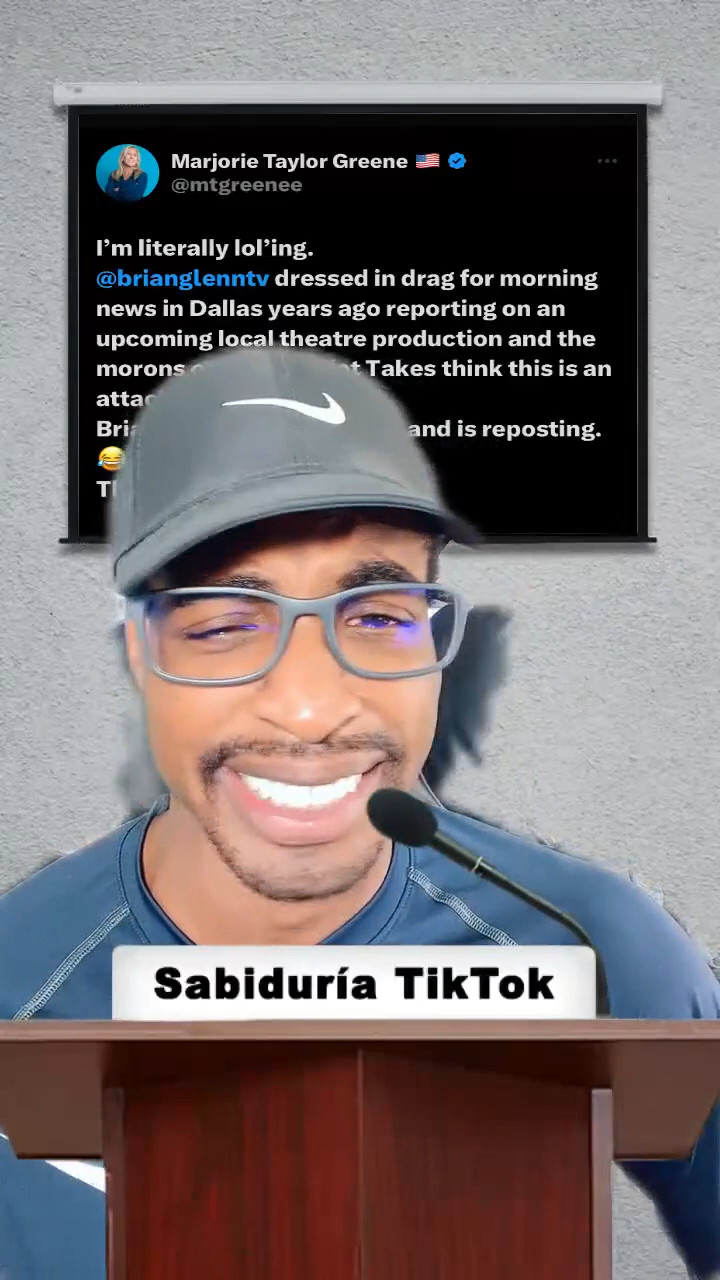 Marjorie Taylor Greene
@mtgreenee
I'm literally lol'ing.
@brianglenntv dressed in drag for morning
news in Dallas years ago reporting on an
upcoming local theatre production and the
morons Takes think this is an
and is reposting.
Sabiduría TikTok